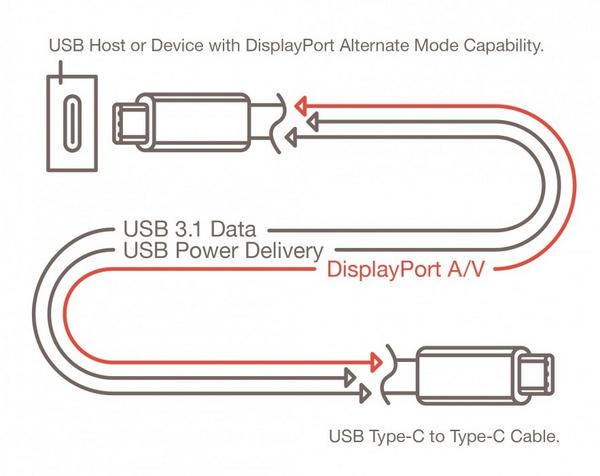 USB Host or Device with DisplayPort Alternate Mode Capability.
USB 3.1 Data
USB Power Delivery
DisplayPort A/V
USB Type-C to Type-C Cable.